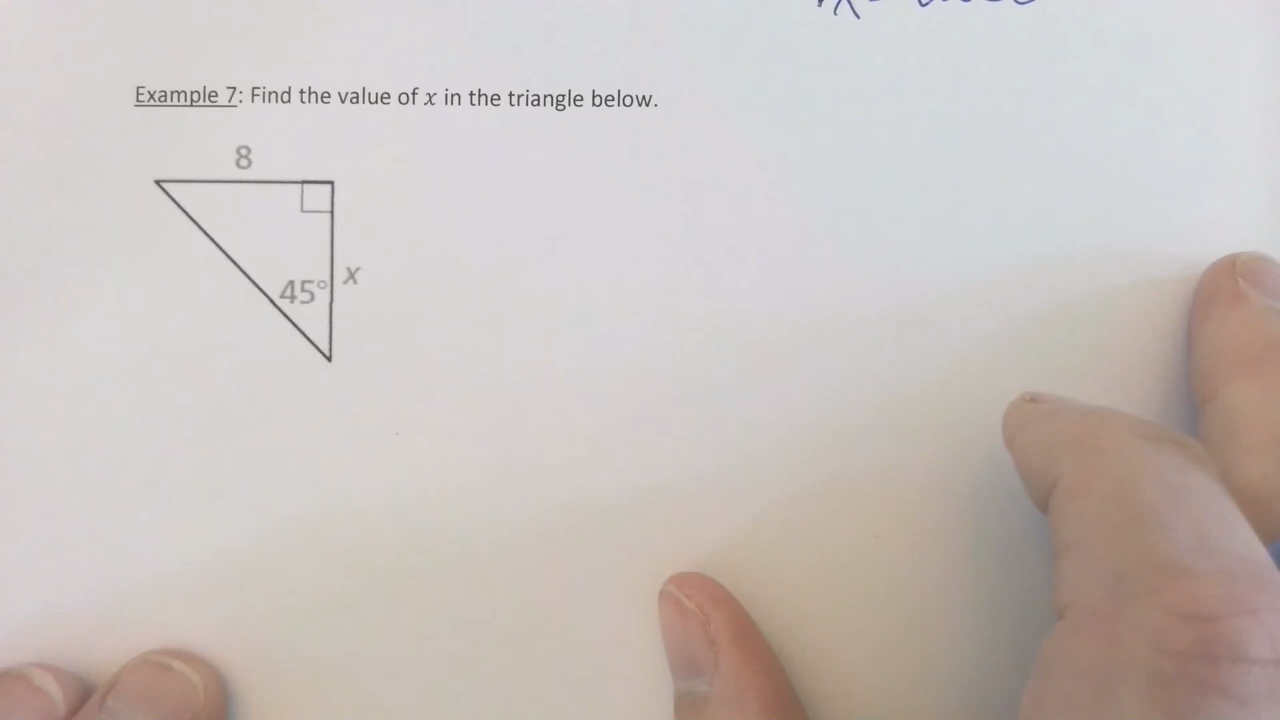 Example 7: Find the value of x in the triangle below.
8
45°
x